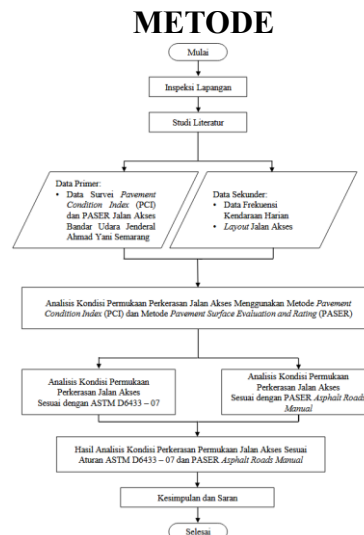 METODE
Mulai
Inspeksi Lapangan
Studi Literatur
Data Primer:
• Data Survei Pavement
Condition Index (PCI)
dan PASER Jalan Akses
Bandar Udara Jenderal
Ahmad Yani Semarang
Data Sekunder:
• Data Frekuensi
Kendaraan Harian
• Layout Jalan Akses
Analisis Kondisi Permukaan Perkerasan Jalan Akses Menggunakan Metode Pavement
Condition Index (PCI) dan Metode Pavement Surface Evaluation and Rating (PASER)
Analisis Kondisi Permukaan
Perkerasan Jalan Akses
Sesuai dengan ASTM D6433 – 07
Analisis Kondisi Permukaan
Perkerasan Jalan Akses
Sesuai dengan PASER Asphalt Roads
Manual
Hasil Analisis Kondisi Perkerasan Permukaan Jalan Akses Sesuai
Aturan ASTM D6433 – 07 dan PASER Asphalt Roads Manual
Kesimpulan dan Saran
Selesai